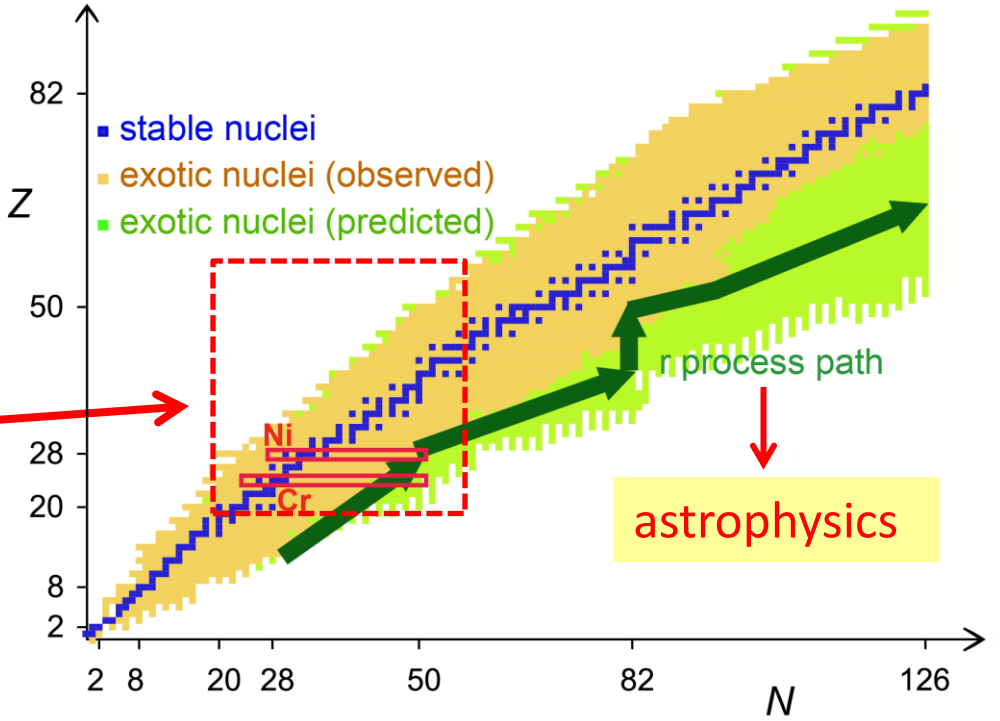 82
stable nuclei
exotic nuclei (observed)
Z
exotic nuclei (predicted)
50
r process path
Ni
28
Cr
20
astrophysics
8
2
2 8 20 28 50 82 126
N